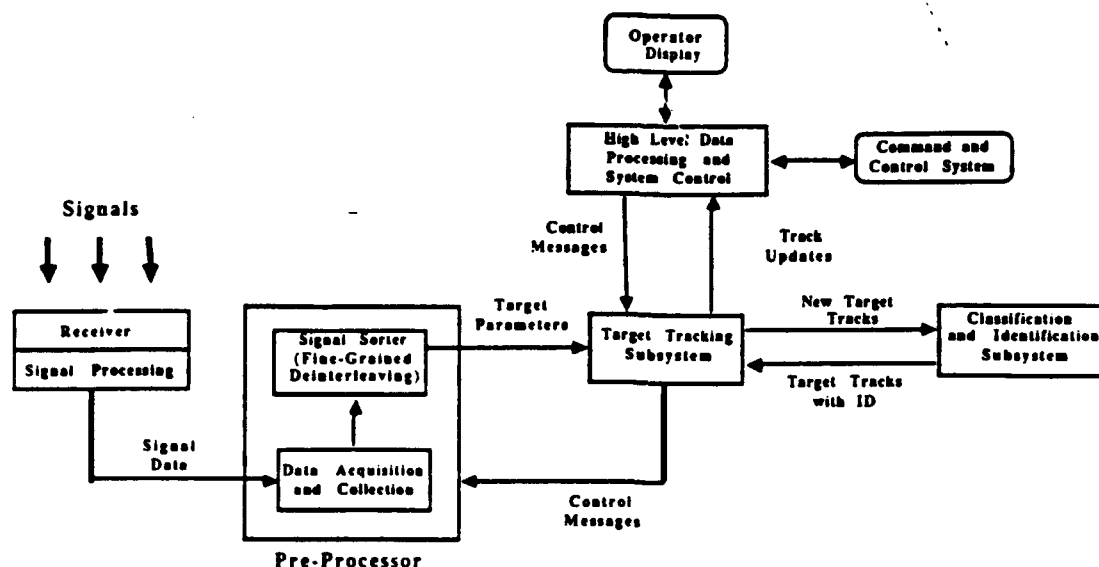 Operator
Display
High Level Data
Processing and
System Control
Command and
Control System
Signals
Control
Messages
Track
Updates
Receiver
Signal Processing
Target
Parameters
Signal Sorter
(Fine-Grained
Deinterleaving)
Target Tracking
Subsystem
New Target
Tracks
Classification
and Identification
Subsystem
Target Tracks
with ID
Signal
Data
Data Acquisition
and Collection
Control
Messages
Pre-Processor